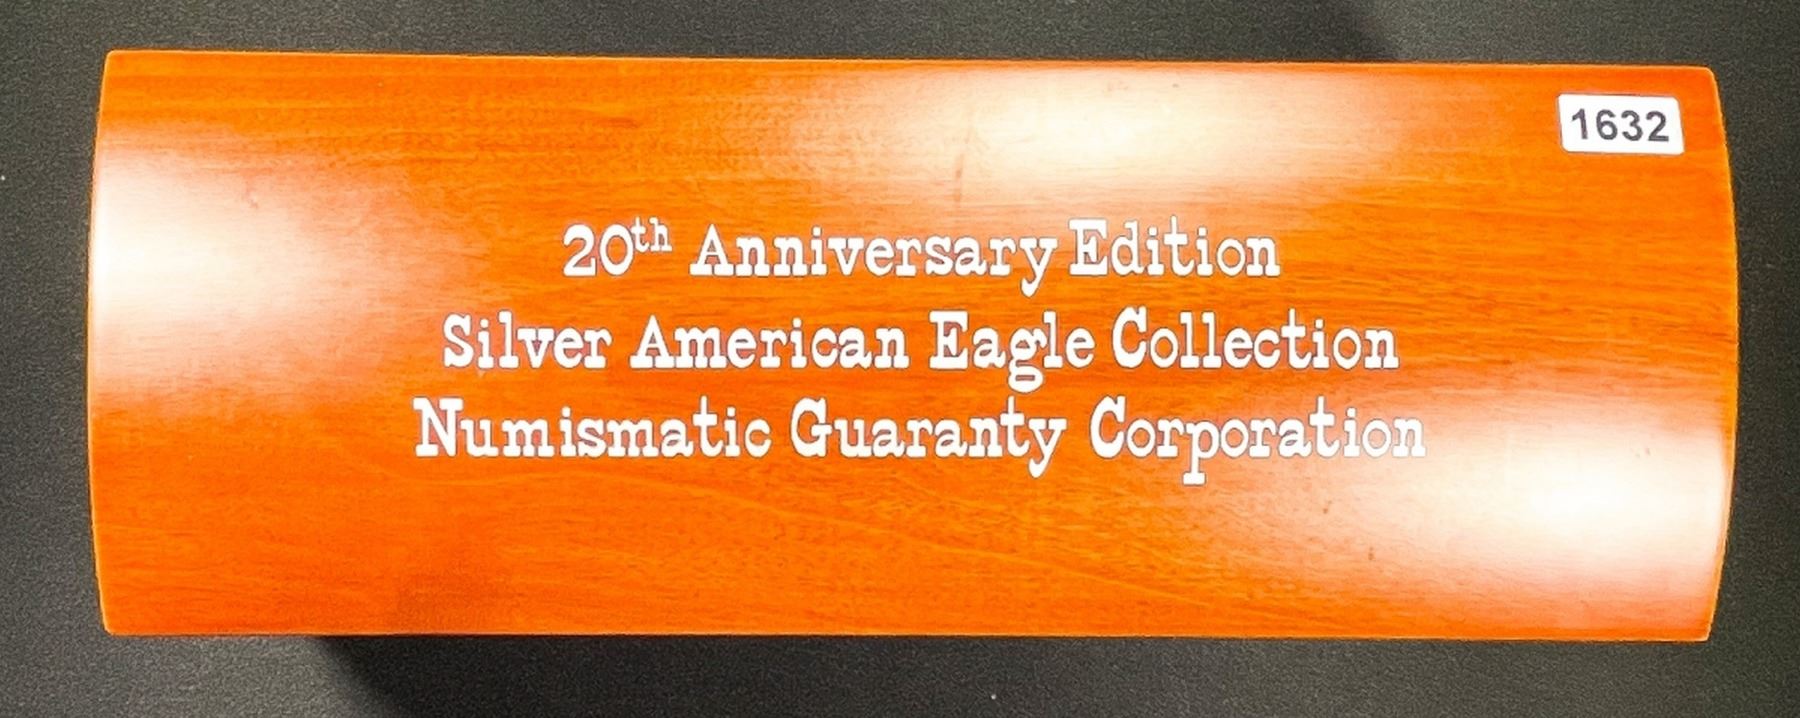 1632
20th Anniversary Edition
Silver American Eagle Collection
Numismatic Guaranty Corporation